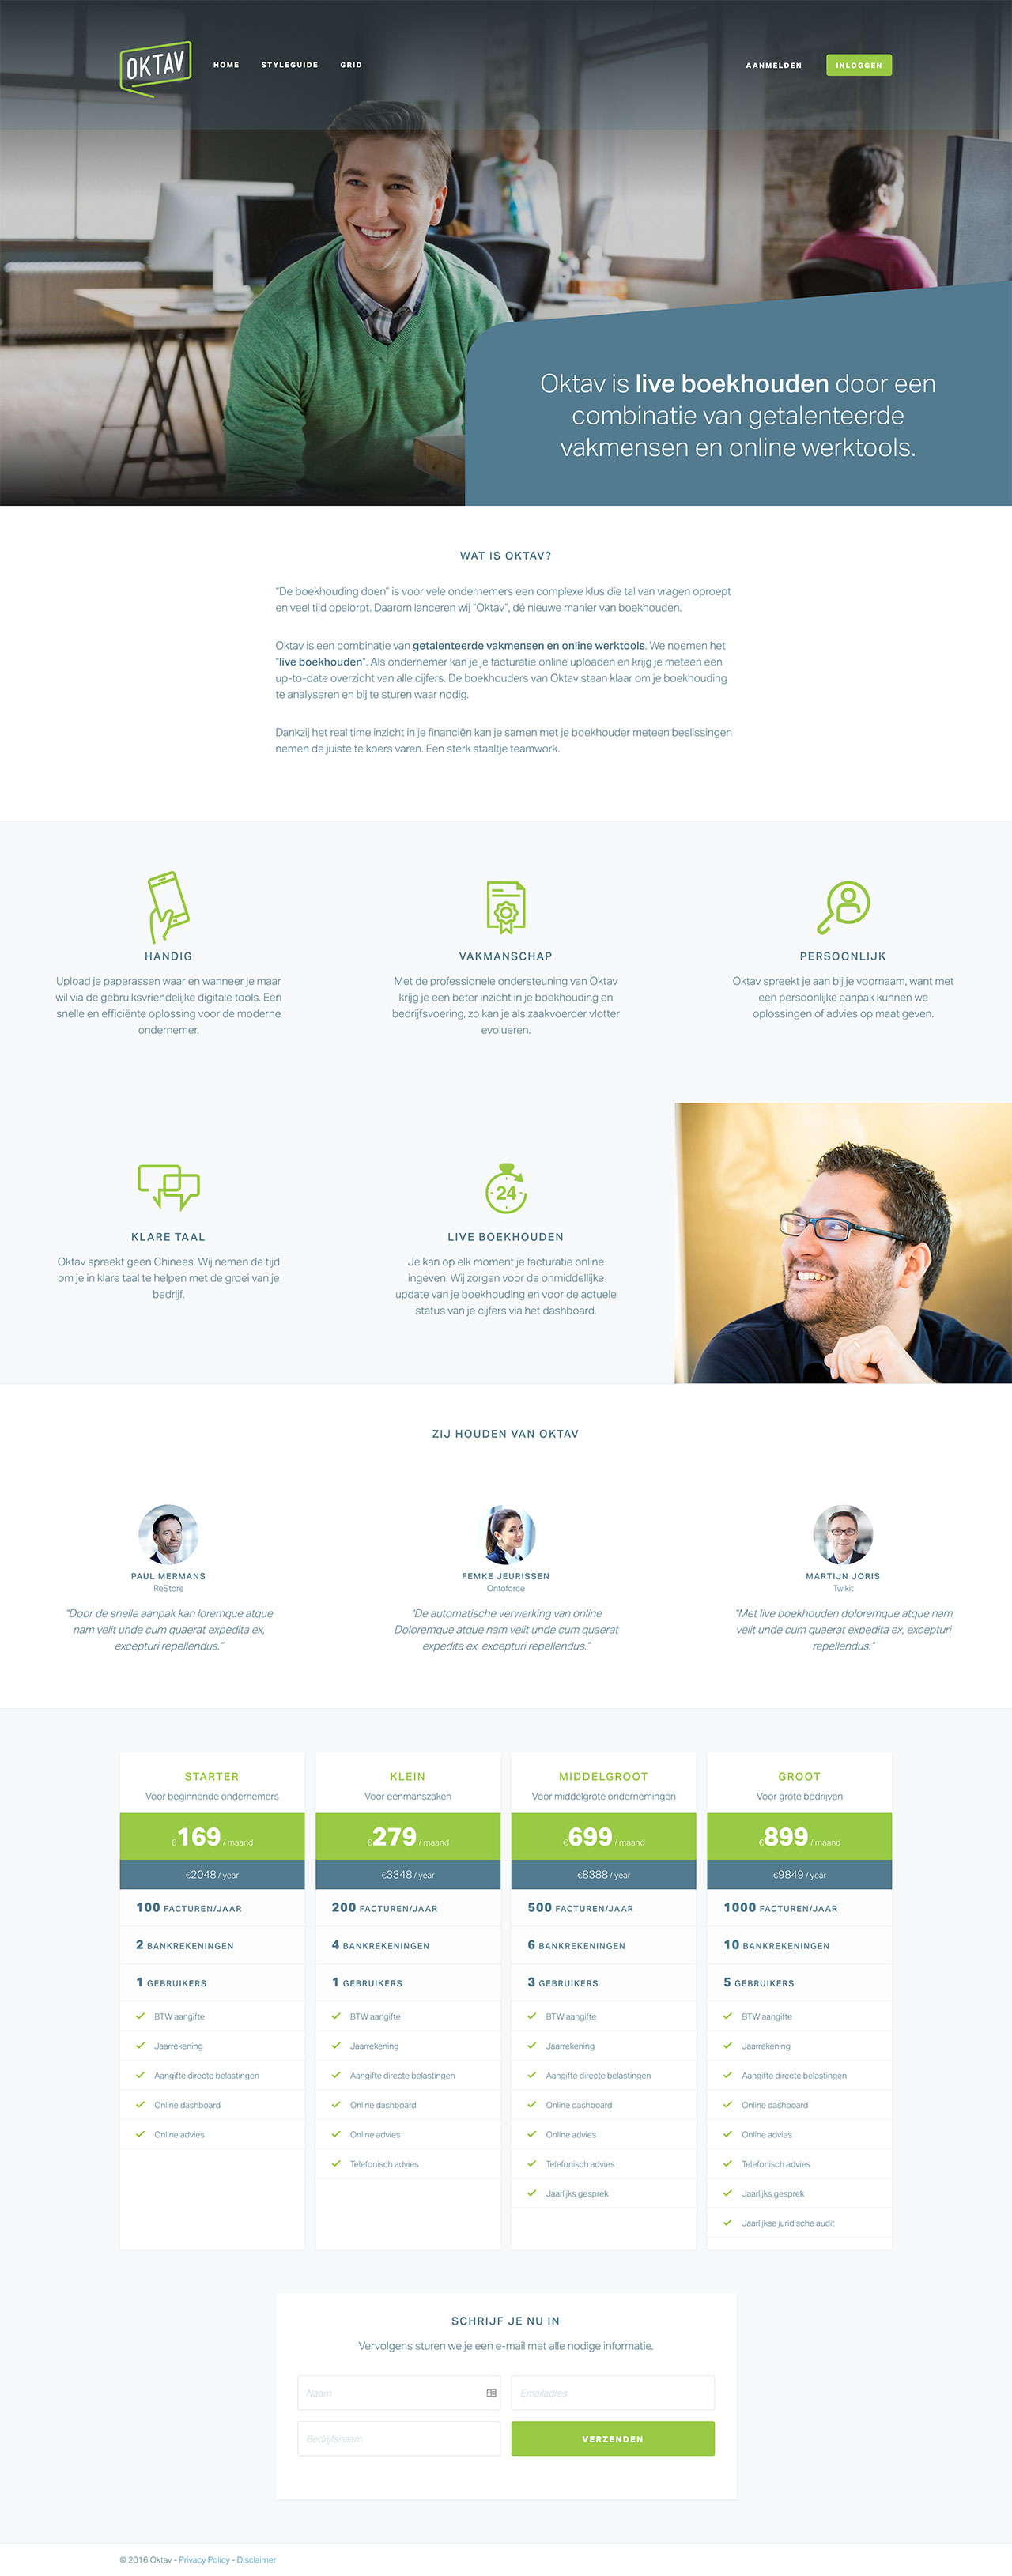 OKTAV
HOME STYLEGUIDE GRID
AANMELDEN INLOGGEN
Oktav is live boekhouden door een
combinatie van getalenteerde
vakmensen en online werktools.
WAT IS OKTAV?
"De boekhouding doen" is voor vele ondernemers een complexe klus die tal van vragen oproept
en veel tijd opslorpt. Daarom lanceren wij "Oktav", dé nieuwe manier van boekhouden.
Oktav is een combinatie van getalenteerde vakmensen en online werktools. We noemen het
"live boekhouden". Als ondernemer kan je je facturatie online uploaden en krijg je meteen een
up-to-date overzicht van alle cijfers. De boekhouders van Oktav staan klaar om je boekhouding
te analyseren en bij te sturen waar nodig.
Dankzij het real time inzicht in je financiën kan je samen met je boekhouder meteen beslissingen
nemen de juiste te koers varen. Een sterk staaltje teamwork.
HANDIG
Upload je paperassen waar en wanneer je maar
wil via de gebruiksvriendelijke digitale tools. Een
snelle en efficiënte oplossing voor de moderne
ondernemer.
VAKMANSCHAP
Met de professionele ondersteuning van Oktav
krijg je een beter inzicht in je boekhouding en
bedrijfsvoering, zo kan je als zaakvoerder vlotter
evolueren.
PERSOONLIJK
Oktav spreekt je aan bij je voornaam, want met
een persoonlijke aanpak kunnen we
oplossingen of advies op maat geven.
KLARE TAAL
Oktav spreekt geen Chinees. Wij nemen de tijd
om je in klare taal te helpen met de groei van je
bedrijf.
24
LIVE BOEKHOUDEN
Je kan op elk moment je facturatie online
ingeven. Wij zorgen voor de onmiddellijke
update van je boekhouding en voor de actuele
status van je cijfers via het dashboard.
ZIJ HOUDEN VAN OKTAV
PAUL MERMANS
ReStore
"Door de snelle aanpak kan loremque atque
nam velit unde cum quaerat expedita ex,
excepturi repellendus."
FEMKE JEURISSEN
Ontoforce
"De automatische verwerking van online
Doloremque atque nam velit unde cum quaerat
expedita ex, excepturi repellendus."
MARTIJN JORIS
Twikit
"Met live boekhouden doloremque atque nam
velit unde cum quaerat expedita ex, excepturi
repellendus."
STARTER
Voor beginnende ondernemers
€ 169 / maand
€2048 / year
100 FACTUREN/JAAR
2 BANKREKENINGEN
1 GEBRUIKERS
BTW aangifte
Jaarrekening
Aangifte directe belastingen
Online dashboard
Online advies
KLEIN
Voor eenmanszaken
€ 279 / maand
€3348 / year
200 FACTUREN/JAAR
4 BANKREKENINGEN
1 GEBRUIKERS
BTW aangifte
Jaarrekening
Aangifte directe belastingen
Online dashboard
Online advies
Telefonisch advies
MIDDELGROOT
Voor middelgrote ondernemingen
€ 699 / maand
€8388 / year
500 FACTUREN/JAAR
6 BANKREKENINGEN
3 GEBRUIKERS
BTW aangifte
Jaarrekening
Aangifte directe belastingen
Online dashboard
Online advies
Telefonisch advies
Jaarlijks gesprek
GROOT
Voor grote bedrijven
€ 899 / maand
€9849 / year
1000 FACTUREN/JAAR
10 BANKREKENINGEN
5 GEBRUIKERS
BTW aangifte
Jaarrekening
Aangifte directe belastingen
Online dashboard
Online advies
Telefonisch advies
Jaarlijks gesprek
Jaarlijkse juridische audit
SCHRIJF JE NU IN
Vervolgens sturen we je een e-mail met alle nodige informatie.
Naam Emailadres
Bedrijfsnaam VERZENDEN
© 2016 Oktav - Privacy Policy - Disclaimer